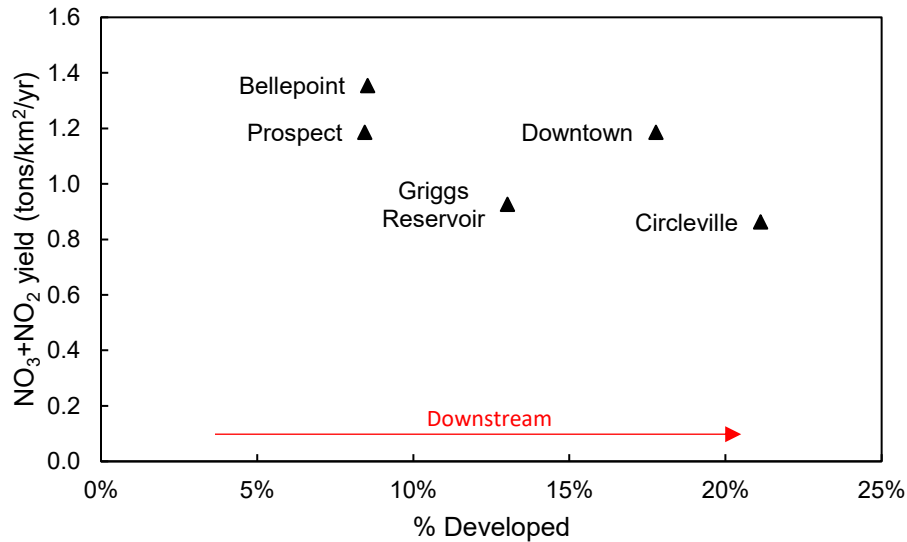 NO₃+NO₂ yield (tons/km²/yr)
1.6
1.4
1.2
1.0
0.8
0.6
0.4
0.2
0.0
Bellepoint
Prospect
Downtown
Griggs
Reservoir
Circleville
Downstream
0%
5%
10%
15%
20%
25%
% Developed